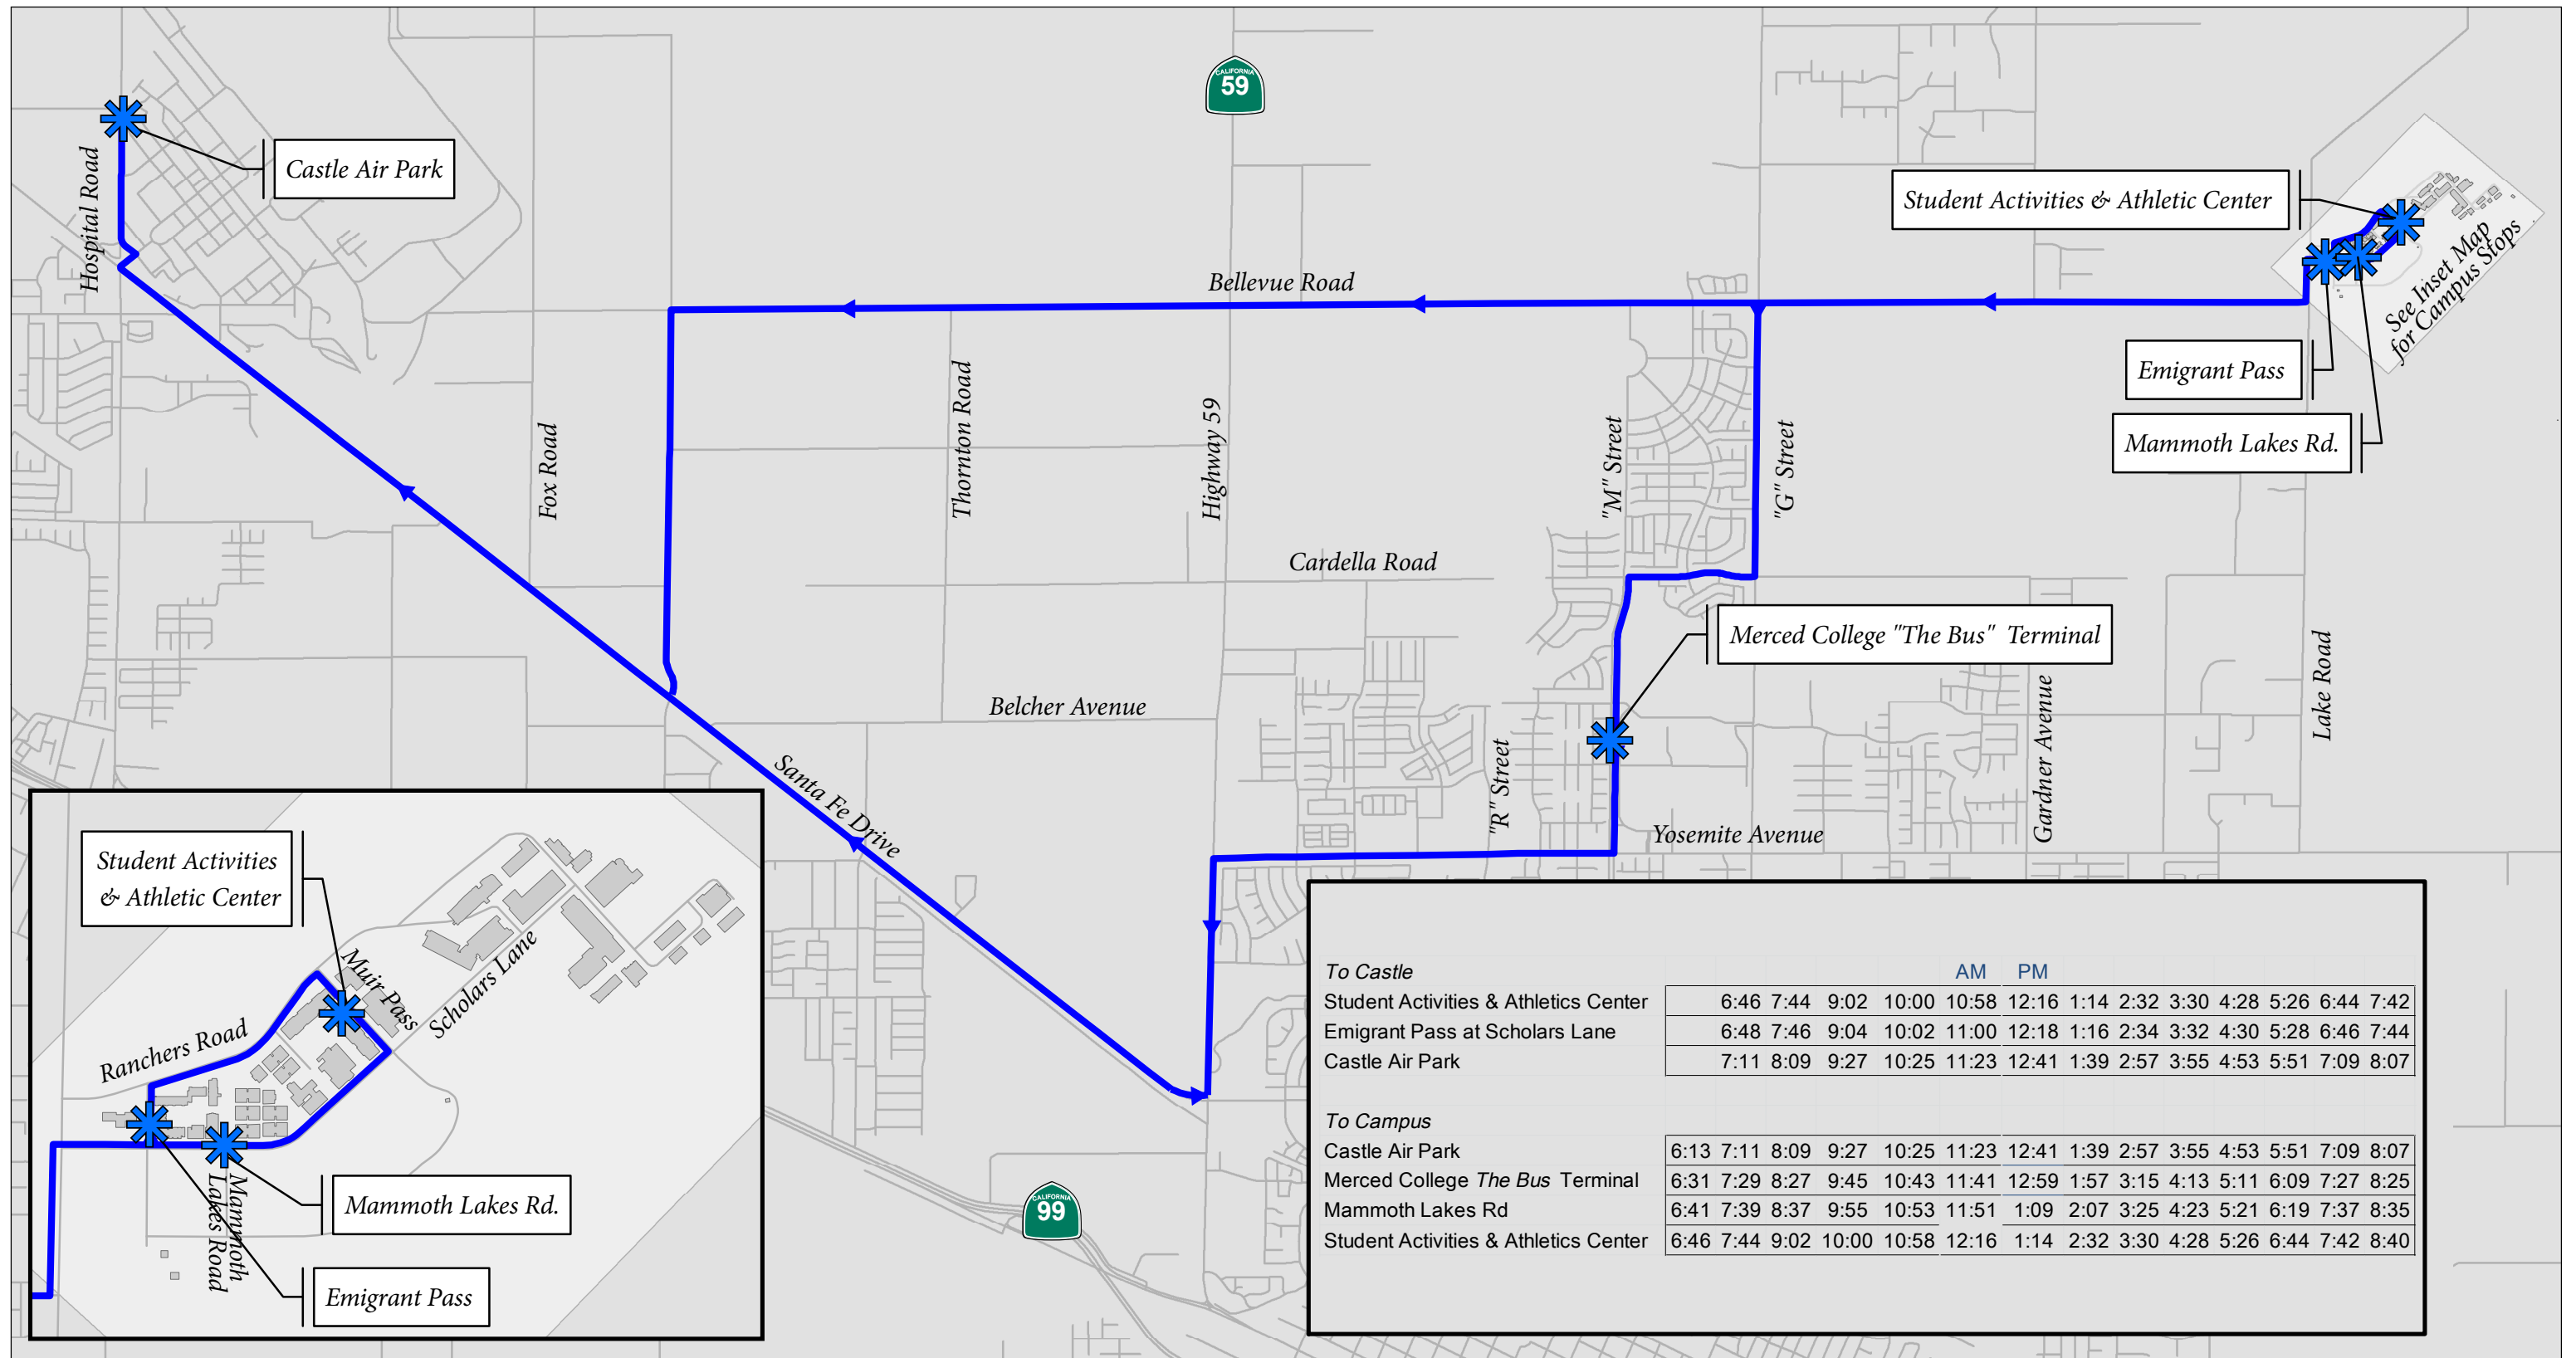 CALIFORNIA
59
Castle Air Park
Hospital Road
Student Activities & Athletic Center
See Inset Map
for Campus Stops
Bellevue Road
Emigrant Pass
Mammoth Lakes Rd.
Fox Road
Thornton Road
Highway 59
"M" Street
"G" Street
Cardella Road
Merced College "The Bus" Terminal
Belcher Avenue
Santa Fe Drive
"R" Street
Yosemite Avenue
Gardner Avenue
Lake Road
CALIFORNIA
99
Student Activities
& Athletic Center
Muir Pass
Scholars Lane
Ranchers Road
Mammoth
Lakes Road
Mammoth Lakes Rd.
Emigrant Pass
To Castle AM PM
Student Activities & Athletics Center 6:46 7:44 9:02 10:00 10:58 12:16 1:14 2:32 3:30 4:28 5:26 6:44 7:42
Emigrant Pass at Scholars Lane 6:48 7:46 9:04 10:02 11:00 12:18 1:16 2:34 3:32 4:30 5:28 6:46 7:44
Castle Air Park 7:11 8:09 9:27 10:25 11:23 12:41 1:39 2:57 3:55 4:53 5:51 7:09 8:07
To Campus
Castle Air Park 6:13 7:11 8:09 9:27 10:25 11:23 12:41 1:39 2:57 3:55 4:53 5:51 7:09 8:07
Merced College The Bus Terminal 6:31 7:29 8:27 9:45 10:43 11:41 12:59 1:57 3:15 4:13 5:11 6:09 7:27 8:25
Mammoth Lakes Rd 6:41 7:39 8:37 9:55 10:53 11:51 1:09 2:07 3:25 4:23 5:21 6:19 7:37 8:35
Student Activities & Athletics Center 6:46 7:44 9:02 10:00 10:58 12:16 1:14 2:32 3:30 4:28 5:26 6:44 7:42 8:40